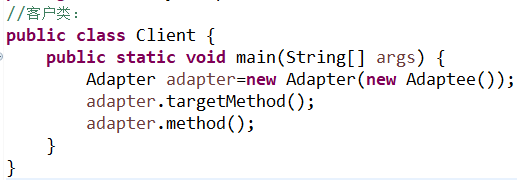 //客户类:
public class Client {
    public static void main(String[] args) {
        Adapter adapter=new Adapter(new Adaptee());
        adapter.targetMethod();
        adapter.method();
    }
}